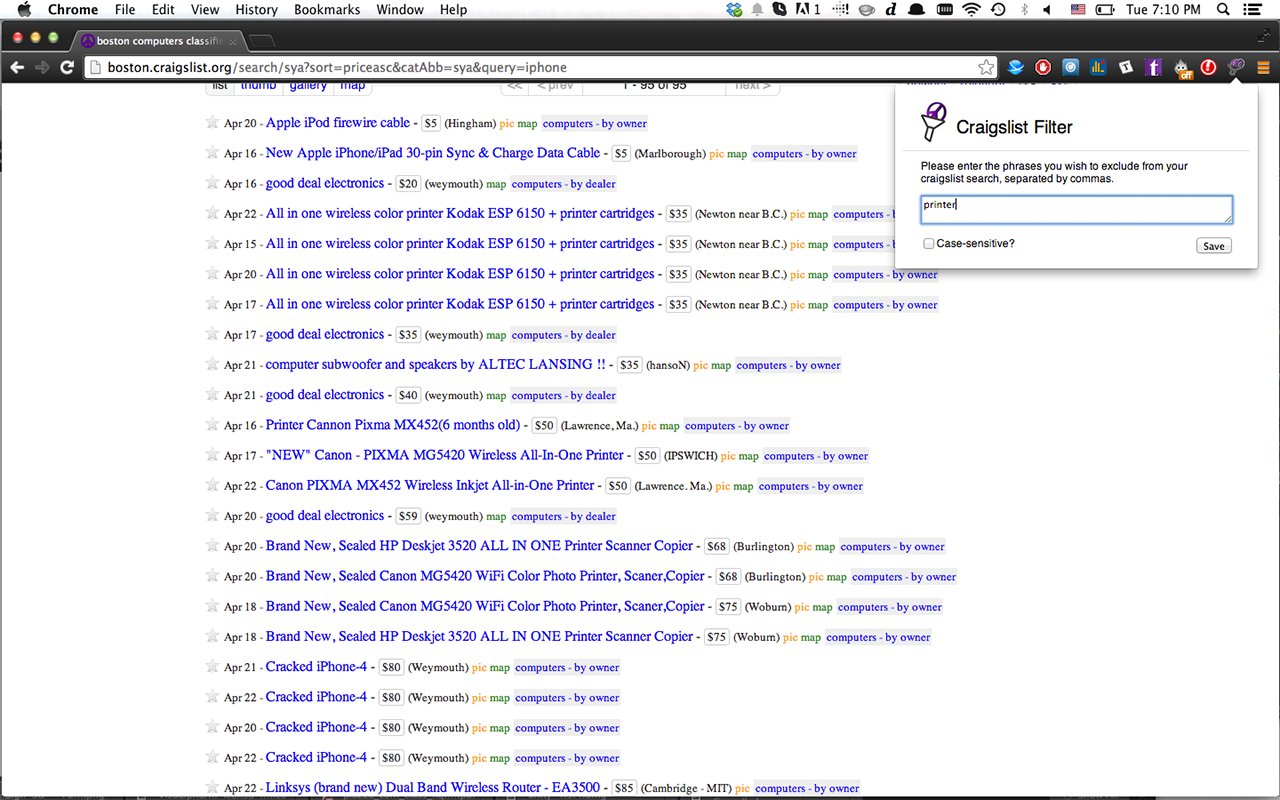 Chrome File Edit View History Bookmarks Window Help 1 Tue 7:10 PM
boston computers classifie
boston.craigslist.org/search/sya?sort=priceasc&catAbb=sya&query=iphone
off
list thumb gallery map << < prev 1 - 95 of 95 next >
Apr 20 - Apple iPod firewire cable - $5 (Hingham) pic map computers - by owner
Apr 16 - New Apple iPhone/iPad 30-pin Sync & Charge Data Cable - $5 (Marlborough) pic map computers - by owner
Apr 16 - good deal electronics - $20 (weymouth) map computers - by dealer
Apr 22 - All in one wireless color printer Kodak ESP 6150 + printer cartridges - $35 (Newton near B.C.) pic map computers - b
Apr 15 - All in one wireless color printer Kodak ESP 6150 + printer cartridges - $35 (Newton near B.C.) pic map computers - b
Apr 20 - All in one wireless color printer Kodak ESP 6150 + printer cartridges - $35 (Newton near B.C.) pic map computers - by owner
Apr 17 - All in one wireless color printer Kodak ESP 6150 + printer cartridges - $35 (Newton near B.C.) pic map computers - by owner
Apr 17 - good deal electronics - $35 (weymouth) map computers - by dealer
Apr 21 - computer subwoofer and speakers by ALTEC LANSING !! - $35 (hansoN) pic map computers - by owner
Apr 21 - good deal electronics - $40 (weymouth) map computers - by dealer
Apr 16 - Printer Cannon Pixma MX452(6 months old) - $50 (Lawrence, Ma.) pic map computers - by owner
Apr 17 - "NEW" Canon - PIXMA MG5420 Wireless All-In-One Printer - $50 (IPSWICH) pic map computers - by owner
Apr 22 - Canon PIXMA MX452 Wireless Inkjet All-in-One Printer - $50 (Lawrence. Ma.) pic map computers - by owner
Apr 20 - good deal electronics - $59 (weymouth) map computers - by dealer
Apr 20 - Brand New, Sealed HP Deskjet 3520 ALL IN ONE Printer Scanner Copier - $68 (Burlington) pic map computers - by owner
Apr 20 - Brand New, Sealed Canon MG5420 WiFi Color Photo Printer, Scaner,Copier - $68 (Burlington) pic map computers - by owner
Apr 18 - Brand New, Sealed Canon MG5420 WiFi Color Photo Printer, Scaner,Copier - $75 (Woburn) pic map computers - by owner
Apr 18 - Brand New, Sealed HP Deskjet 3520 ALL IN ONE Printer Scanner Copier - $75 (Woburn) pic map computers - by owner
Apr 21 - Cracked iPhone-4 - $80 (Weymouth) pic map computers - by owner
Apr 22 - Cracked iPhone-4 - $80 (Weymouth) pic map computers - by owner
Apr 20 - Cracked iPhone-4 - $80 (Weymouth) pic map computers - by owner
Apr 22 - Cracked iPhone-4 - $80 (Weymouth) pic map computers - by owner
Apr 22 - Linksys (brand new) Dual Band Wireless Router - EA3500 - $85 (Cambridge - MIT) pic computers - by owner
Craigslist Filter
Please enter the phrases you wish to exclude from your
craigslist search, separated by commas.
printer
Case-sensitive?
Save